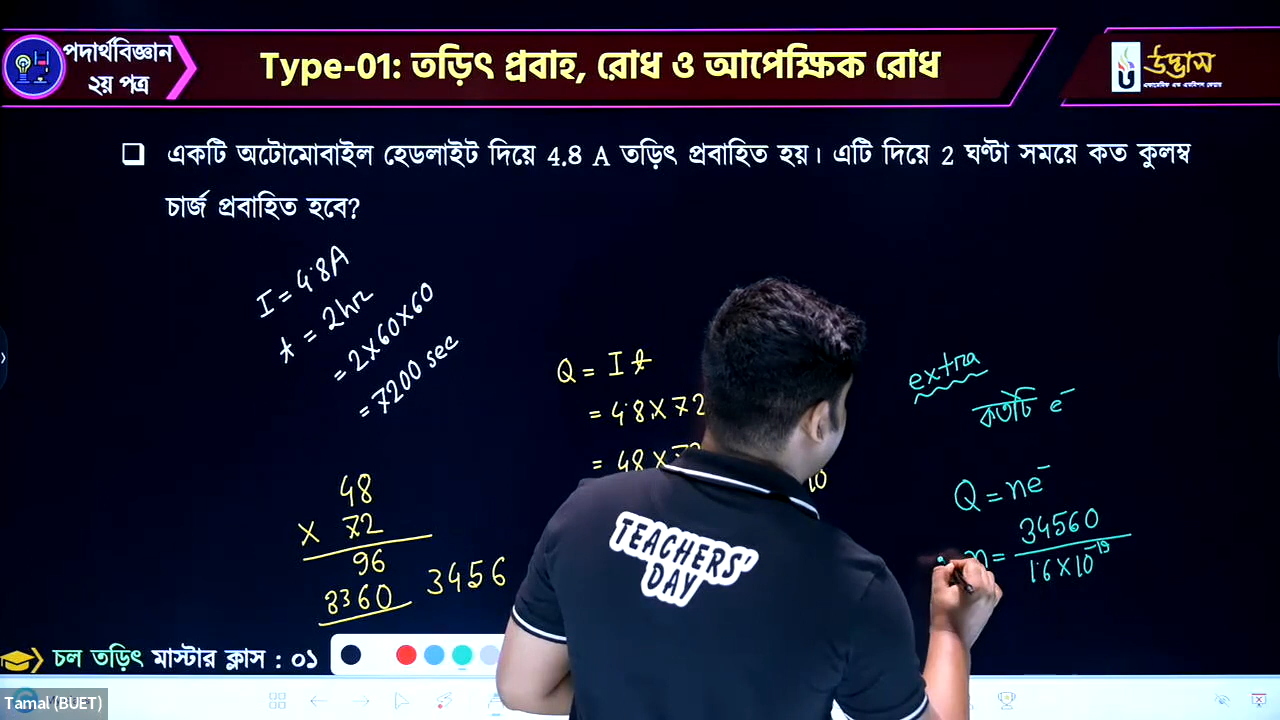 পদার্থবিজ্ঞান
২য় পত্র
Type-01: তড়িৎ প্রবাহ, রোধ ও আপেক্ষিক রোধ
উদ্ভাস
একটি অটোমোবাইল হেডলাইট দিয়ে 4.8 A তড়িৎ প্রবাহিত হয়। এটি দিয়ে 2 ঘণ্টা সময়ে কত কুলম্ব
চার্জ প্রবাহিত হবে?
I = 4.8A
t = 2hr
= 2×60×60
= 7200 sec
Q = It
= 4.8×72
= 48×72
10
extra
কতটি e⁻
Q = ne⁻
n = 34560
1.6×10⁻¹⁹
48
× 72
96
3360
3456
TEACHERS'
DAY
চল তড়িৎ মাস্টার ক্লাস : ০১
Tamal (BUET)